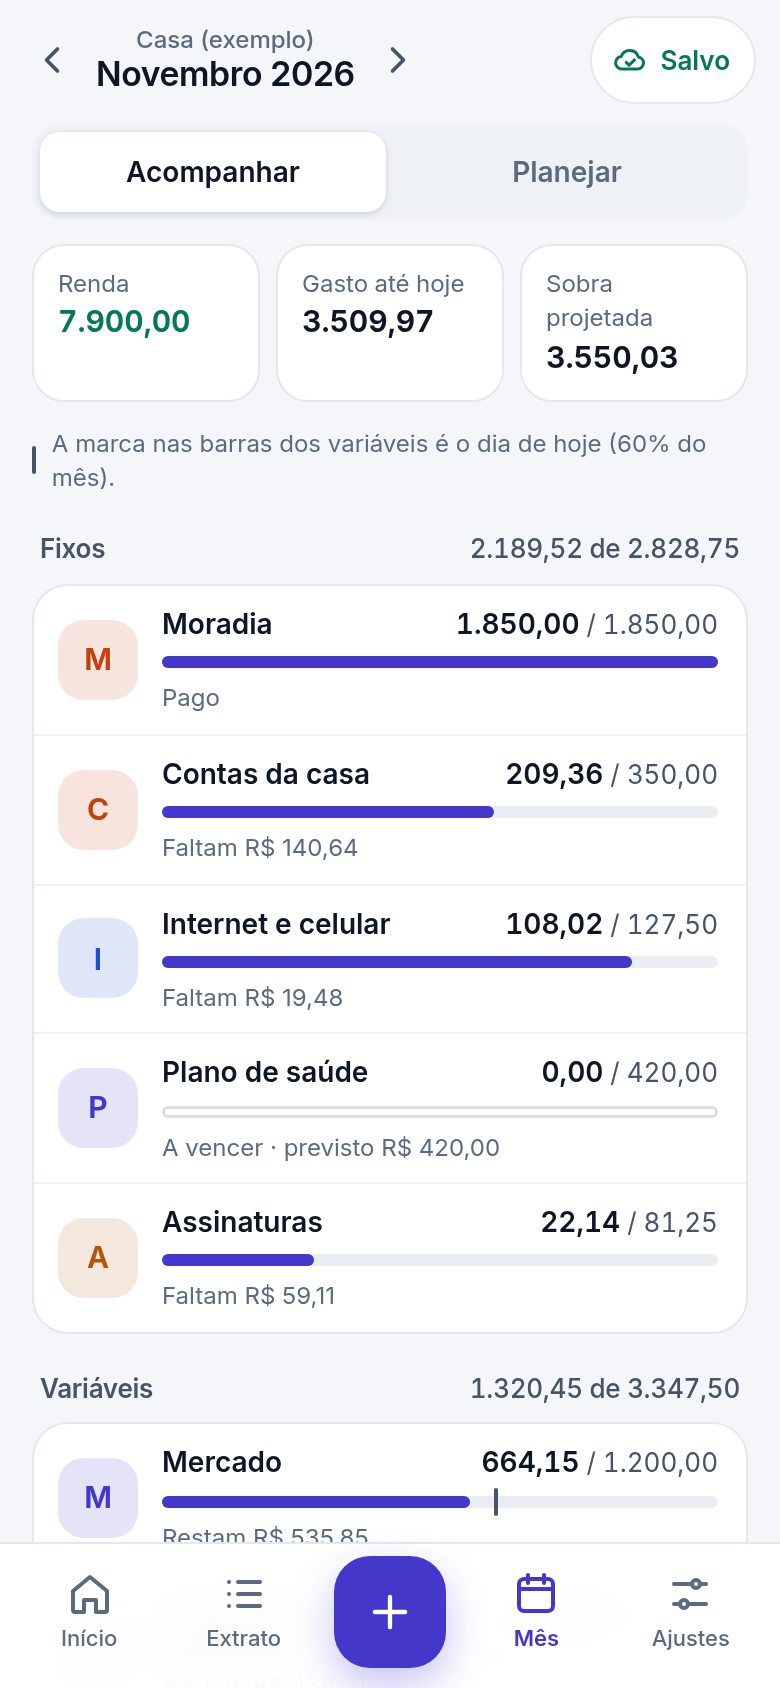 Casa (exemplo)
Novembro 2026
Salvo
Acompanhar
Planejar
Renda
7.900,00
Gasto até hoje
3.509,97
Sobra
projetada
3.550,03
A marca nas barras dos variáveis é o dia de hoje (60% do
mês).
Fixos
2.189,52 de 2.828,75
M
Moradia
1.850,00 / 1.850,00
Pago
C
Contas da casa
209,36 / 350,00
Faltam R$ 140,64
I
Internet e celular
108,02 / 127,50
Faltam R$ 19,48
P
Plano de saúde
0,00 / 420,00
A vencer · previsto R$ 420,00
A
Assinaturas
22,14 / 81,25
Faltam R$ 59,11
Variáveis
1.320,45 de 3.347,50
M
Mercado
664,15 / 1.200,00
Restam R$ 535,85
Início
Extrato
Mês
Ajustes